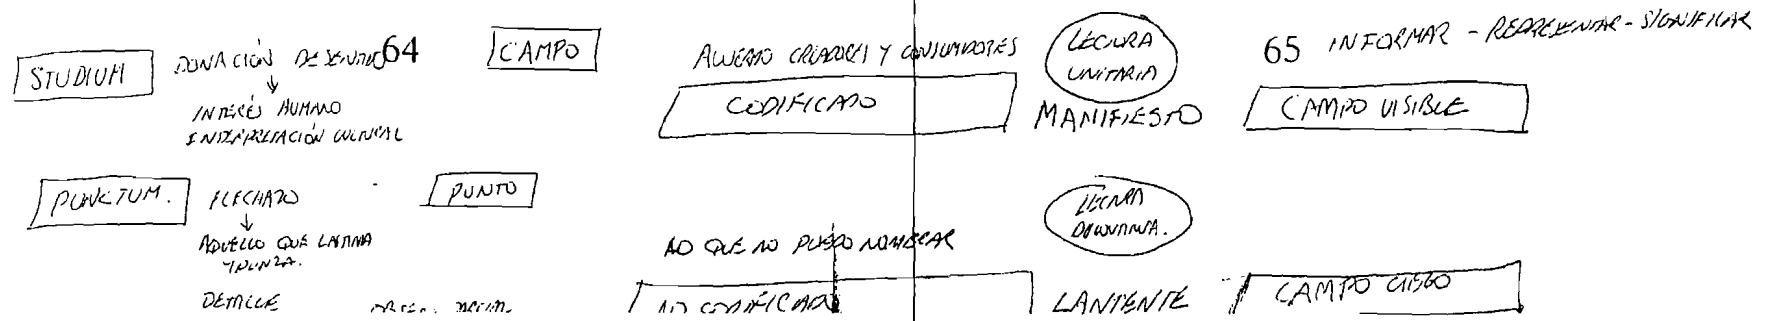 STUDIUM
DONACIÓN DE SENTIDO
64
INTERÉS HUMANO
INTERPRETACIÓN CULTURAL
CAMPO
ACUERDO CREADORES Y CONSUMIDORES
CODIFICADO
LECTURA
UNITARIA
MANIFIESTO
65
INFORMAR - REPRESENTAR - SIGNIFICAR
CAMPO VISIBLE
PUNCTUM.
FLECHAZO
AQUELLO QUE LASTIMA
Y PUNZA.
DETALLE
PUNTO
LO QUE NO PUEDO NOMBRAR
NO CODIFICADO
LECTURA
LANTENTE
CAMPO CIEGO